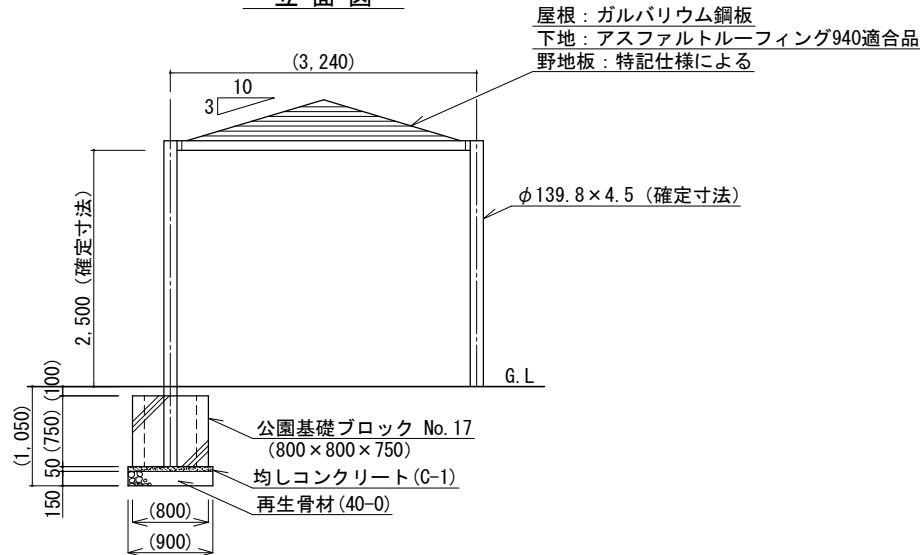 立面図
屋根：ガルバリウム鋼板
下地：アスファルトルーフィング940適合品
野地板：特記仕様による
(3,240)
10
3
φ139.8×4.5 (確定寸法)
2,500 (確定寸法)
G.L
(100)
(750)
50
150
(1,050)
公園基礎ブロック No.17
(800×800×750)
均しコンクリート(C-1)
再生骨材(40-0)
(800)
(900)